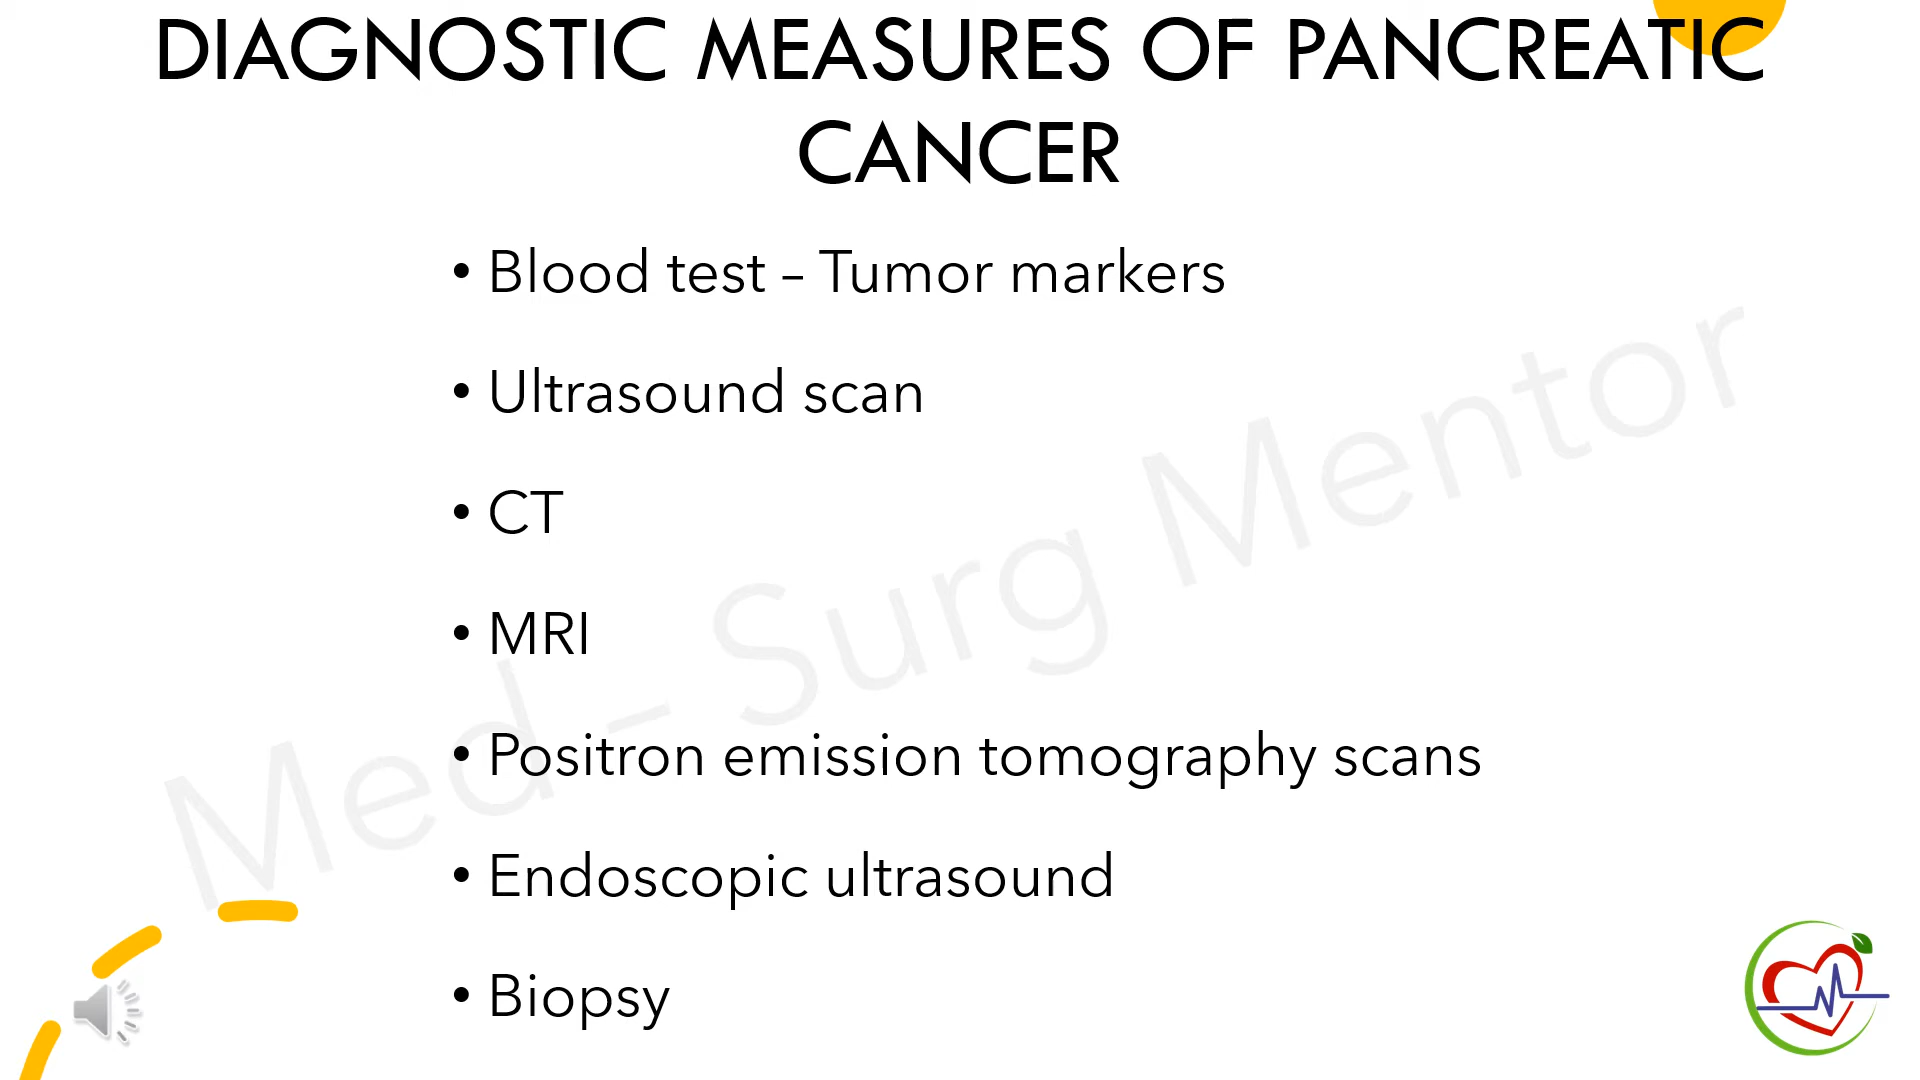 DIAGNOSTIC MEASURES OF PANCREATIC
CANCER
• Blood test – Tumor markers
• Ultrasound scan
• CT
• MRI
• Positron emission tomography scans
• Endoscopic ultrasound
• Biopsy
Med – Surg Mentor